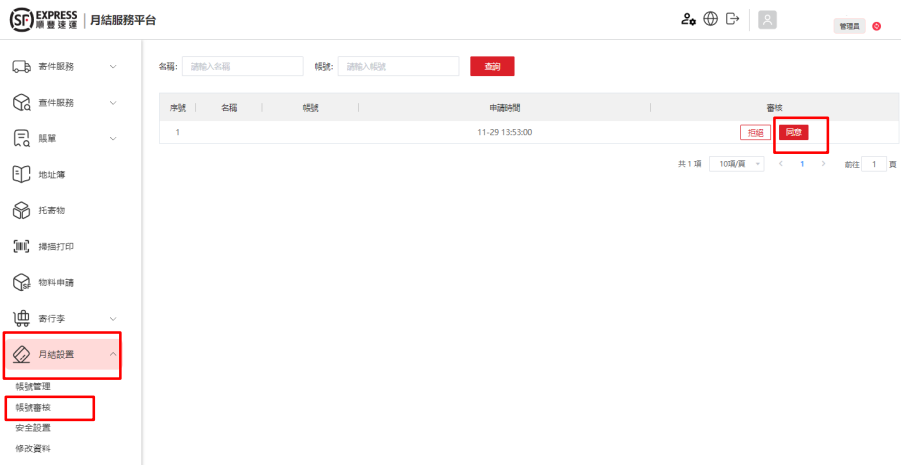 SF EXPRESS 順豐速運 月結服務平台
管理員
寄件服務
查件服務
賬單
地址簿
托寄物
掃描打印
物料申請
寄行李
月結設置
帳號管理
帳號審核
安全設置
修改資料
名稱: 請輸入名稱 帳號: 請輸入帳號 查詢
序號 名稱 帳號 申請時間 審核
1 11-29 13:53:00 拒絕 同意
共 1 項 10項/頁 < 1 > 前往 1 頁